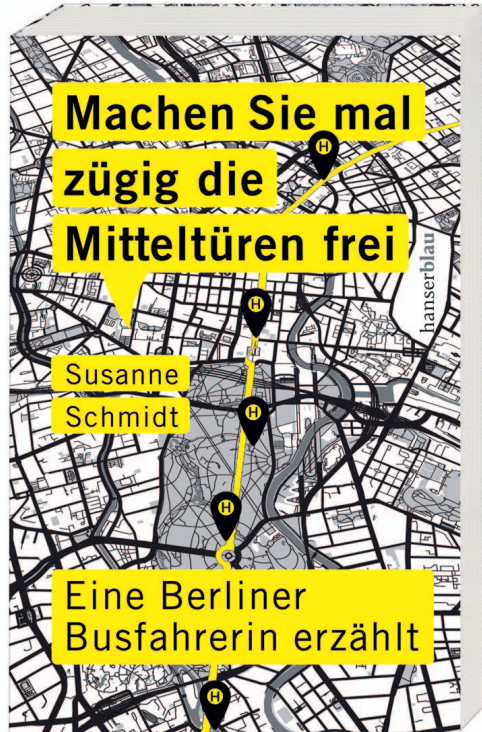 Machen Sie mal
zügig die
Mitteltüren frei
hanserblau
Susanne
Schmidt
Eine Berliner
Busfahrerin erzählt
H
H
H
H
H